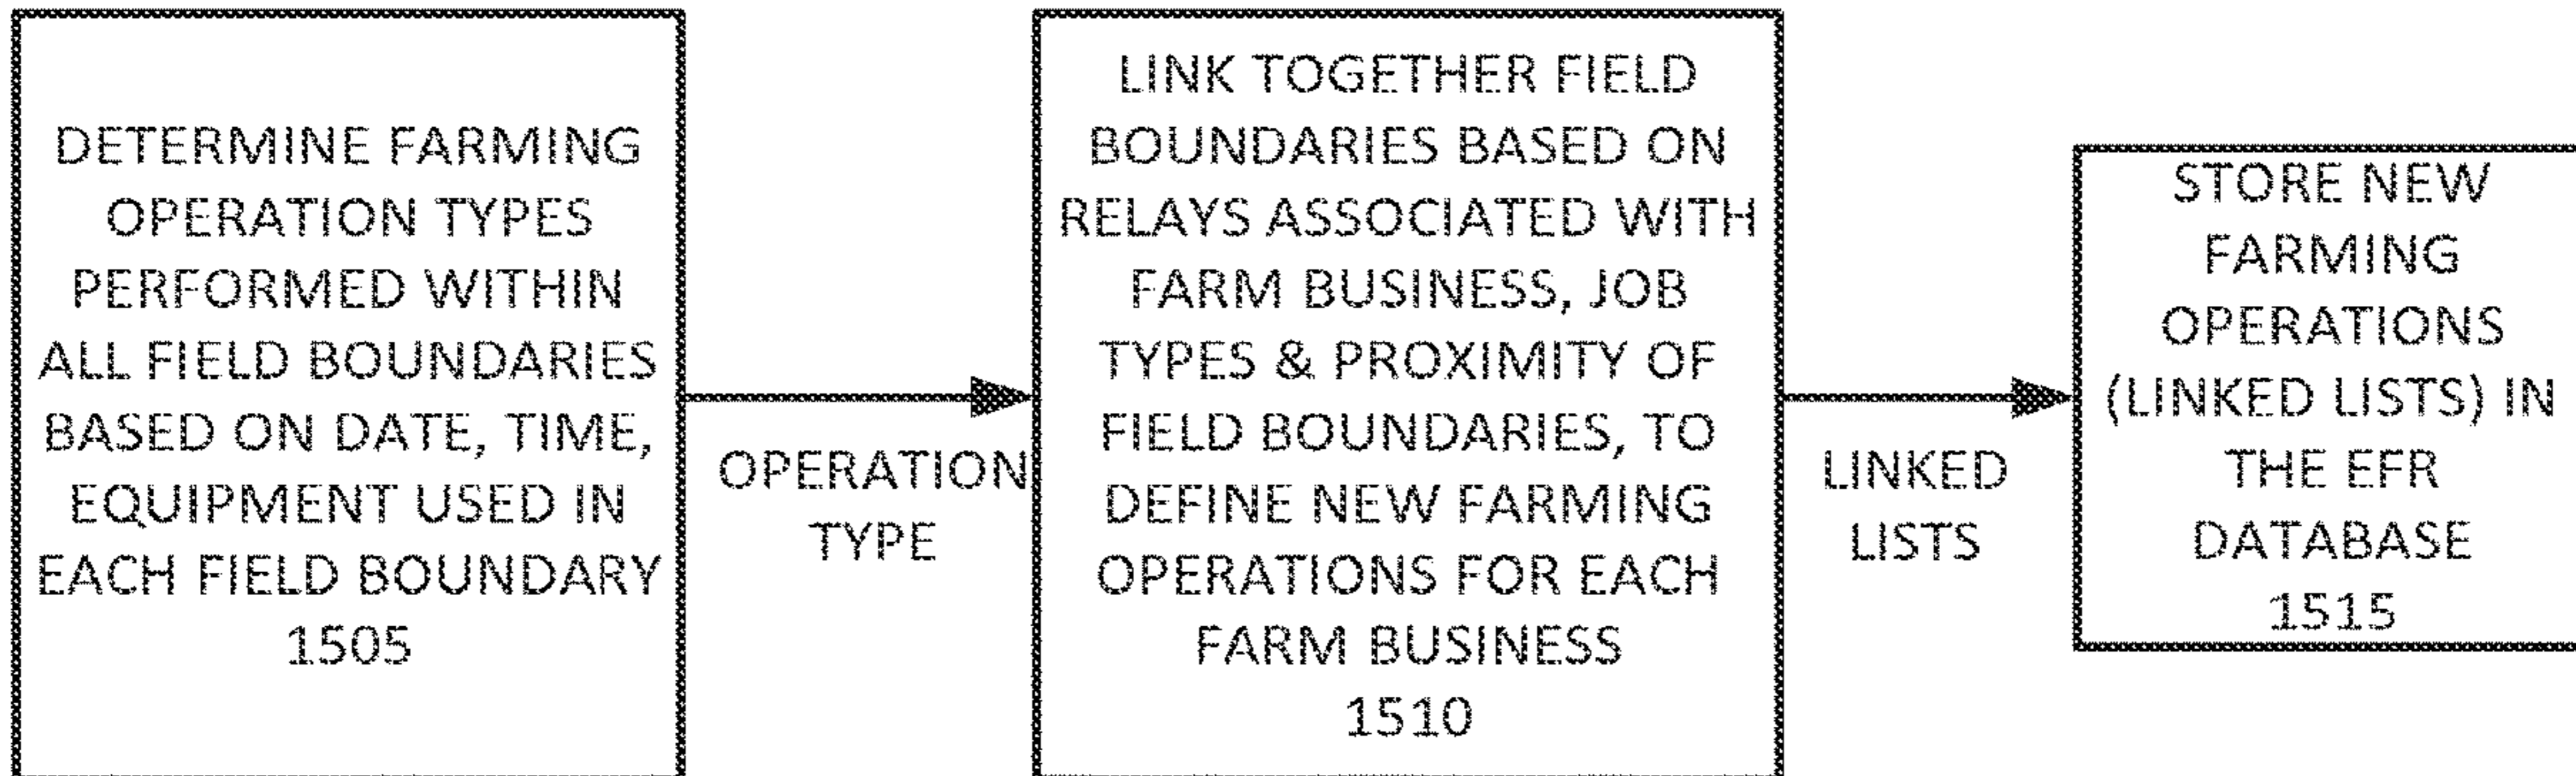 DETERMINE FARMING
OPERATION TYPES
PERFORMED WITHIN
ALL FIELD BOUNDARIES
BASED ON DATE, TIME,
EQUIPMENT USED IN
EACH FIELD BOUNDARY
1505
OPERATION
TYPE
LINK TOGETHER FIELD
BOUNDARIES BASED ON
RELAYS ASSOCIATED WITH
FARM BUSINESS, JOB
TYPES & PROXIMITY OF
FIELD BOUNDARIES, TO
DEFINE NEW FARMING
OPERATIONS FOR EACH
FARM BUSINESS
1510
LINKED
LISTS
STORE NEW
FARMING
OPERATIONS
(LINKED LISTS) IN
THE EFR
DATABASE
1515